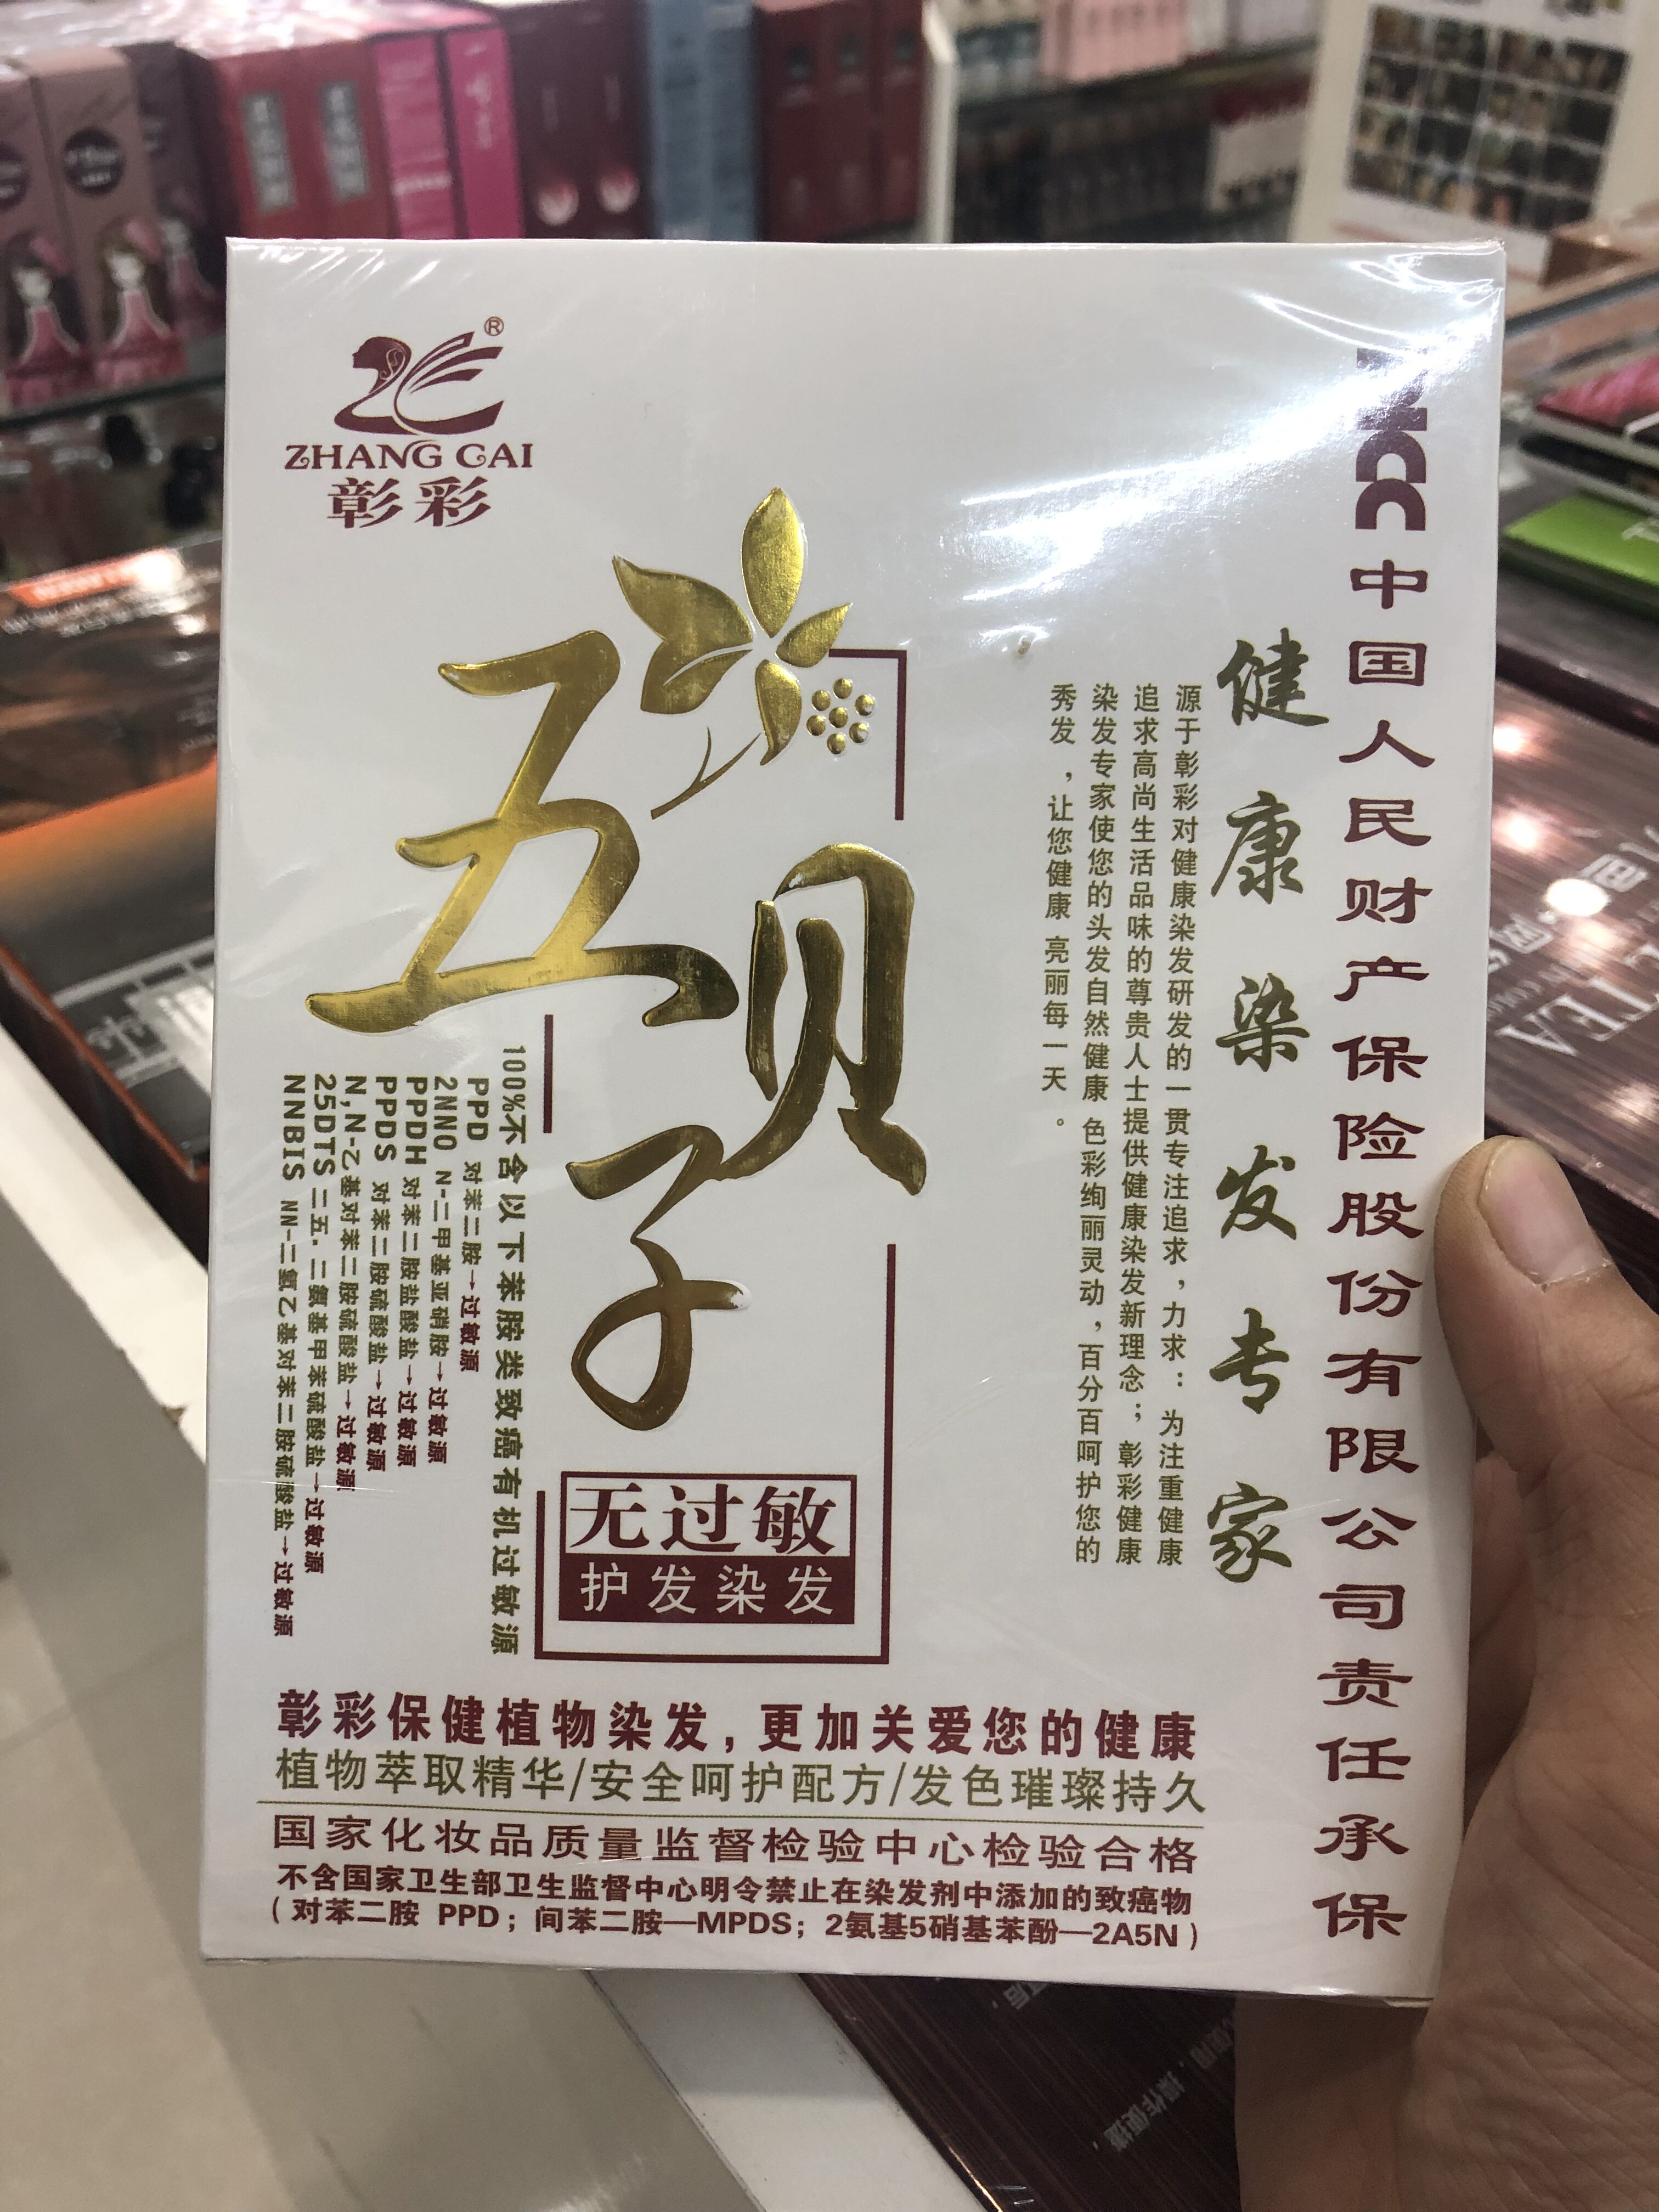 ®
ZHANG CAI
彰彩
中国人民财产保险股份有限公司责任承保
健康染发专家
源于彰彩对健康染发研发的一贯专注追求，力求：为注重健康
追求高尚生活品味的尊贵人士提供健康染发新理念；彰彩健康
染发专家使您的头发自然健康 色彩绚丽灵动，百分百呵护您的
秀发，让您健康 亮丽每一天。
五贝子
无过敏
护发染发
100%不含以下苯胺类致癌有机过敏源
PPD 对苯二胺→过敏源
2NNO N-二甲基亚硝胺→过敏源
PPDH 对苯二胺盐酸盐→过敏源
PPDS 对苯二胺硫酸盐→过敏源
N,N-乙基对苯二胺硫酸盐→过敏源
25DTS 二五.二氨基甲苯硫酸盐→过敏源
NNBIS NN-二氨乙基对苯二胺硫酸盐→过敏源
彰彩保健植物染发，更加关爱您的健康
植物萃取精华/安全呵护配方/发色璀璨持久
国家化妆品质量监督检验中心检验合格
不含国家卫生部卫生监督中心明令禁止在染发剂中添加的致癌物
（对苯二胺 PPD；间苯二胺—MPDS；2氨基5硝基苯酚—2A5N）
TEA